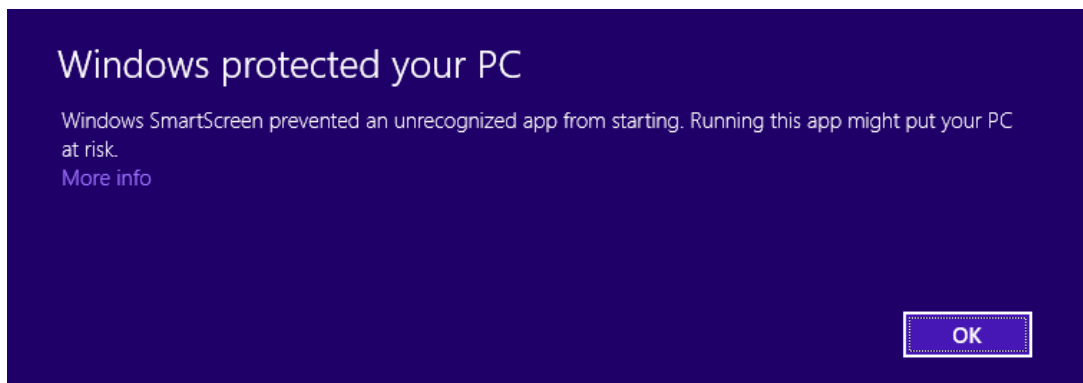 Windows protected your PC
Windows SmartScreen prevented an unrecognized app from starting. Running this app might put your PC
at risk.
More info
OK